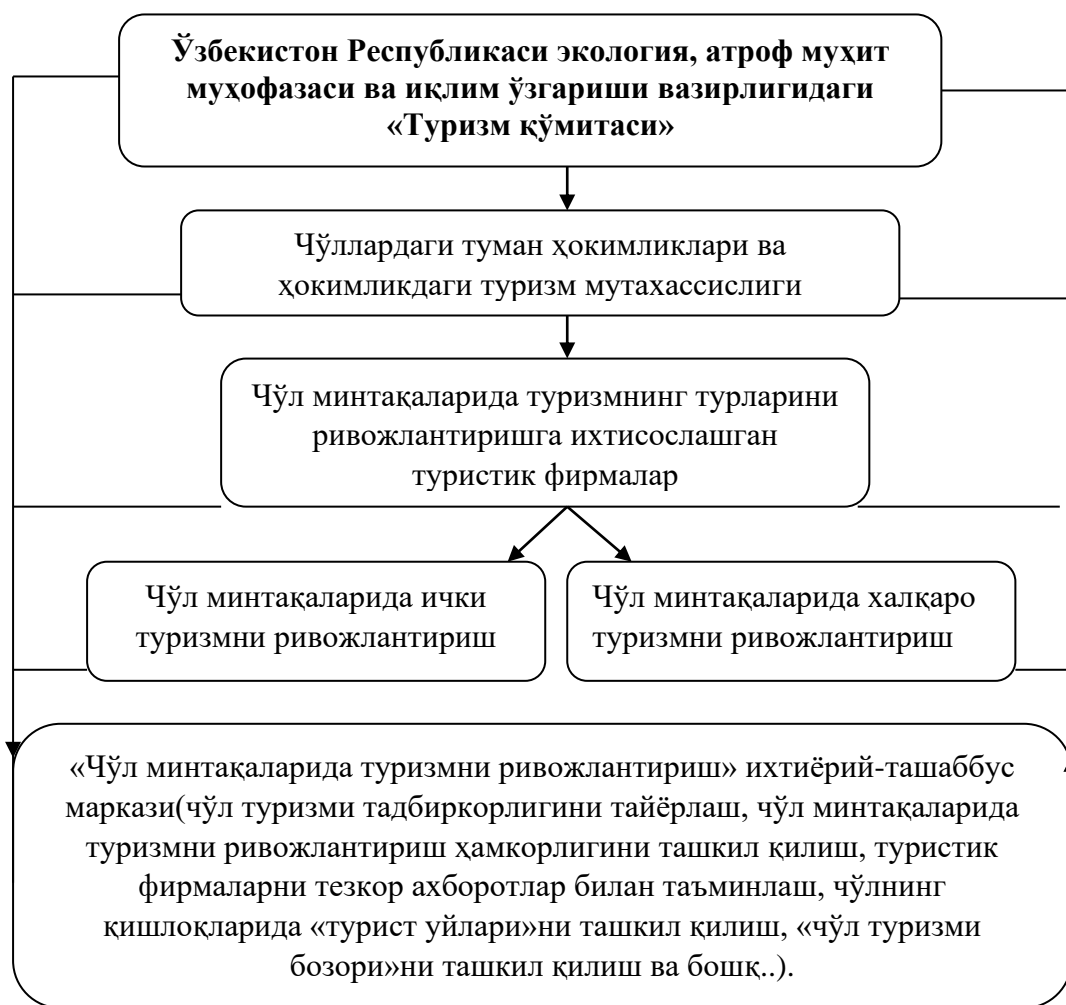 Ўзбекистон Республикаси экология, атроф муҳит
муҳофазаси ва иқлим ўзгариши вазирлигидаги
«Туризм қўмитаси»
Чўллардаги туман ҳокимликлари ва
ҳокимликдаги туризм мутахассислиги
Чўл минтақаларида туризмнинг турларини
ривожлантиришга ихтисослашган
туристик фирмалар
Чўл минтақаларида ички
туризмни ривожлантириш
Чўл минтақаларида халқаро
туризмни ривожлантириш
«Чўл минтақаларида туризмни ривожлантириш» ихтиёрий-ташаббус
маркази(чўл туризми тадбиркорлигини тайёрлаш, чўл минтақаларида
туризмни ривожлантириш ҳамкорлигини ташкил қилиш, туристик
фирмаларни тезкор ахборотлар билан таъминлаш, чўлнинг
қишлоқларида «турист уйлари»ни ташкил қилиш, «чўл туризми
бозори»ни ташкил қилиш ва бошқ..).